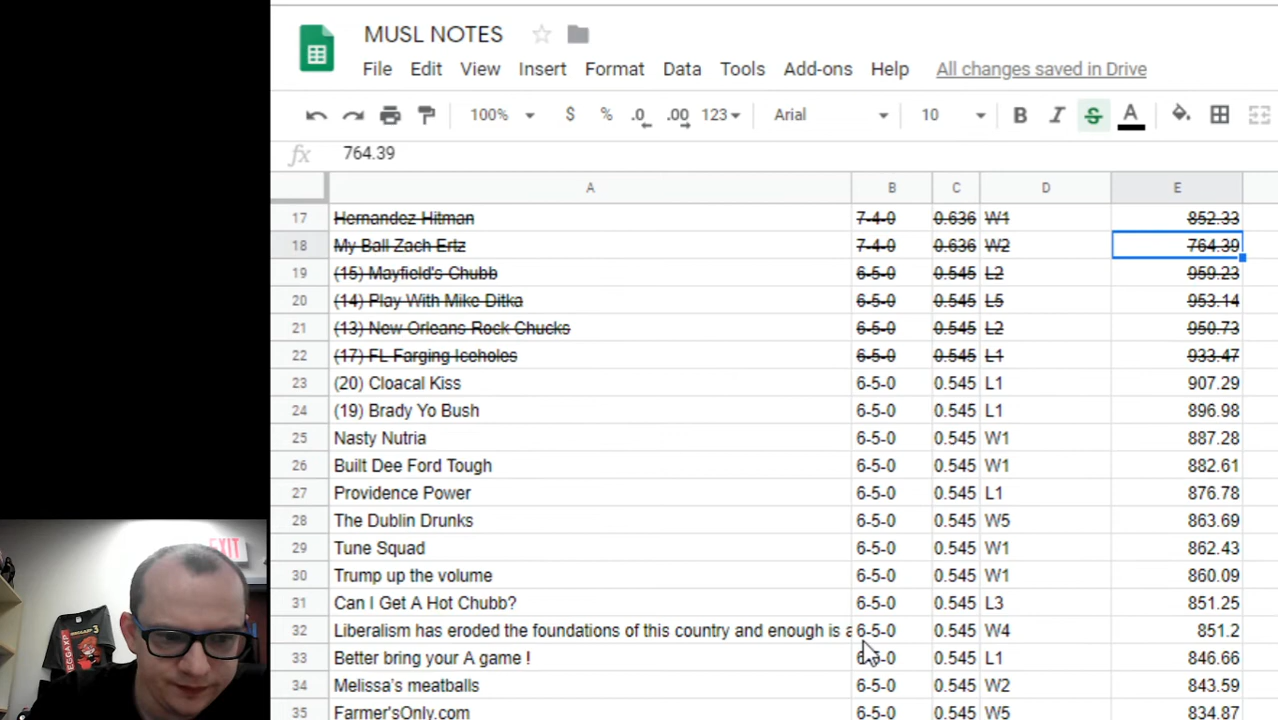 MUSL NOTES
File Edit View Insert Format Data Tools Add-ons Help All changes saved in Drive
100% $ % .0 .00 123 Arial 10 B I S A
fx 764.39
A B C D E
17 Hernandez Hitman 7-4-0 0.636 W1 852.33
18 My Ball Zach Ertz 7-4-0 0.636 W2 764.39
19 (15) Mayfield's Chubb 6-5-0 0.545 L2 959.23
20 (14) Play With Mike Ditka 6-5-0 0.545 L5 953.14
21 (13) New Orleans Rock Chucks 6-5-0 0.545 L2 950.73
22 (17) FL Farging Iceholes 6-5-0 0.545 L1 933.47
23 (20) Cloacal Kiss 6-5-0 0.545 L1 907.29
24 (19) Brady Yo Bush 6-5-0 0.545 L1 896.98
25 Nasty Nutria 6-5-0 0.545 W1 887.28
26 Built Dee Ford Tough 6-5-0 0.545 W1 882.61
27 Providence Power 6-5-0 0.545 L1 876.78
28 The Dublin Drunks 6-5-0 0.545 W5 863.69
29 Tune Squad 6-5-0 0.545 W1 862.43
30 Trump up the volume 6-5-0 0.545 W1 860.09
31 Can I Get A Hot Chubb? 6-5-0 0.545 L3 851.25
32 Liberalism has eroded the foundations of this country and enough is a 6-5-0 0.545 W4 851.2
33 Better bring your A game ! 6-5-0 0.545 L1 846.66
34 Melissa's meatballs 6-5-0 0.545 W2 843.59
35 Farmer'sOnly.com 6-5-0 0.545 W5 834.87
EXIT